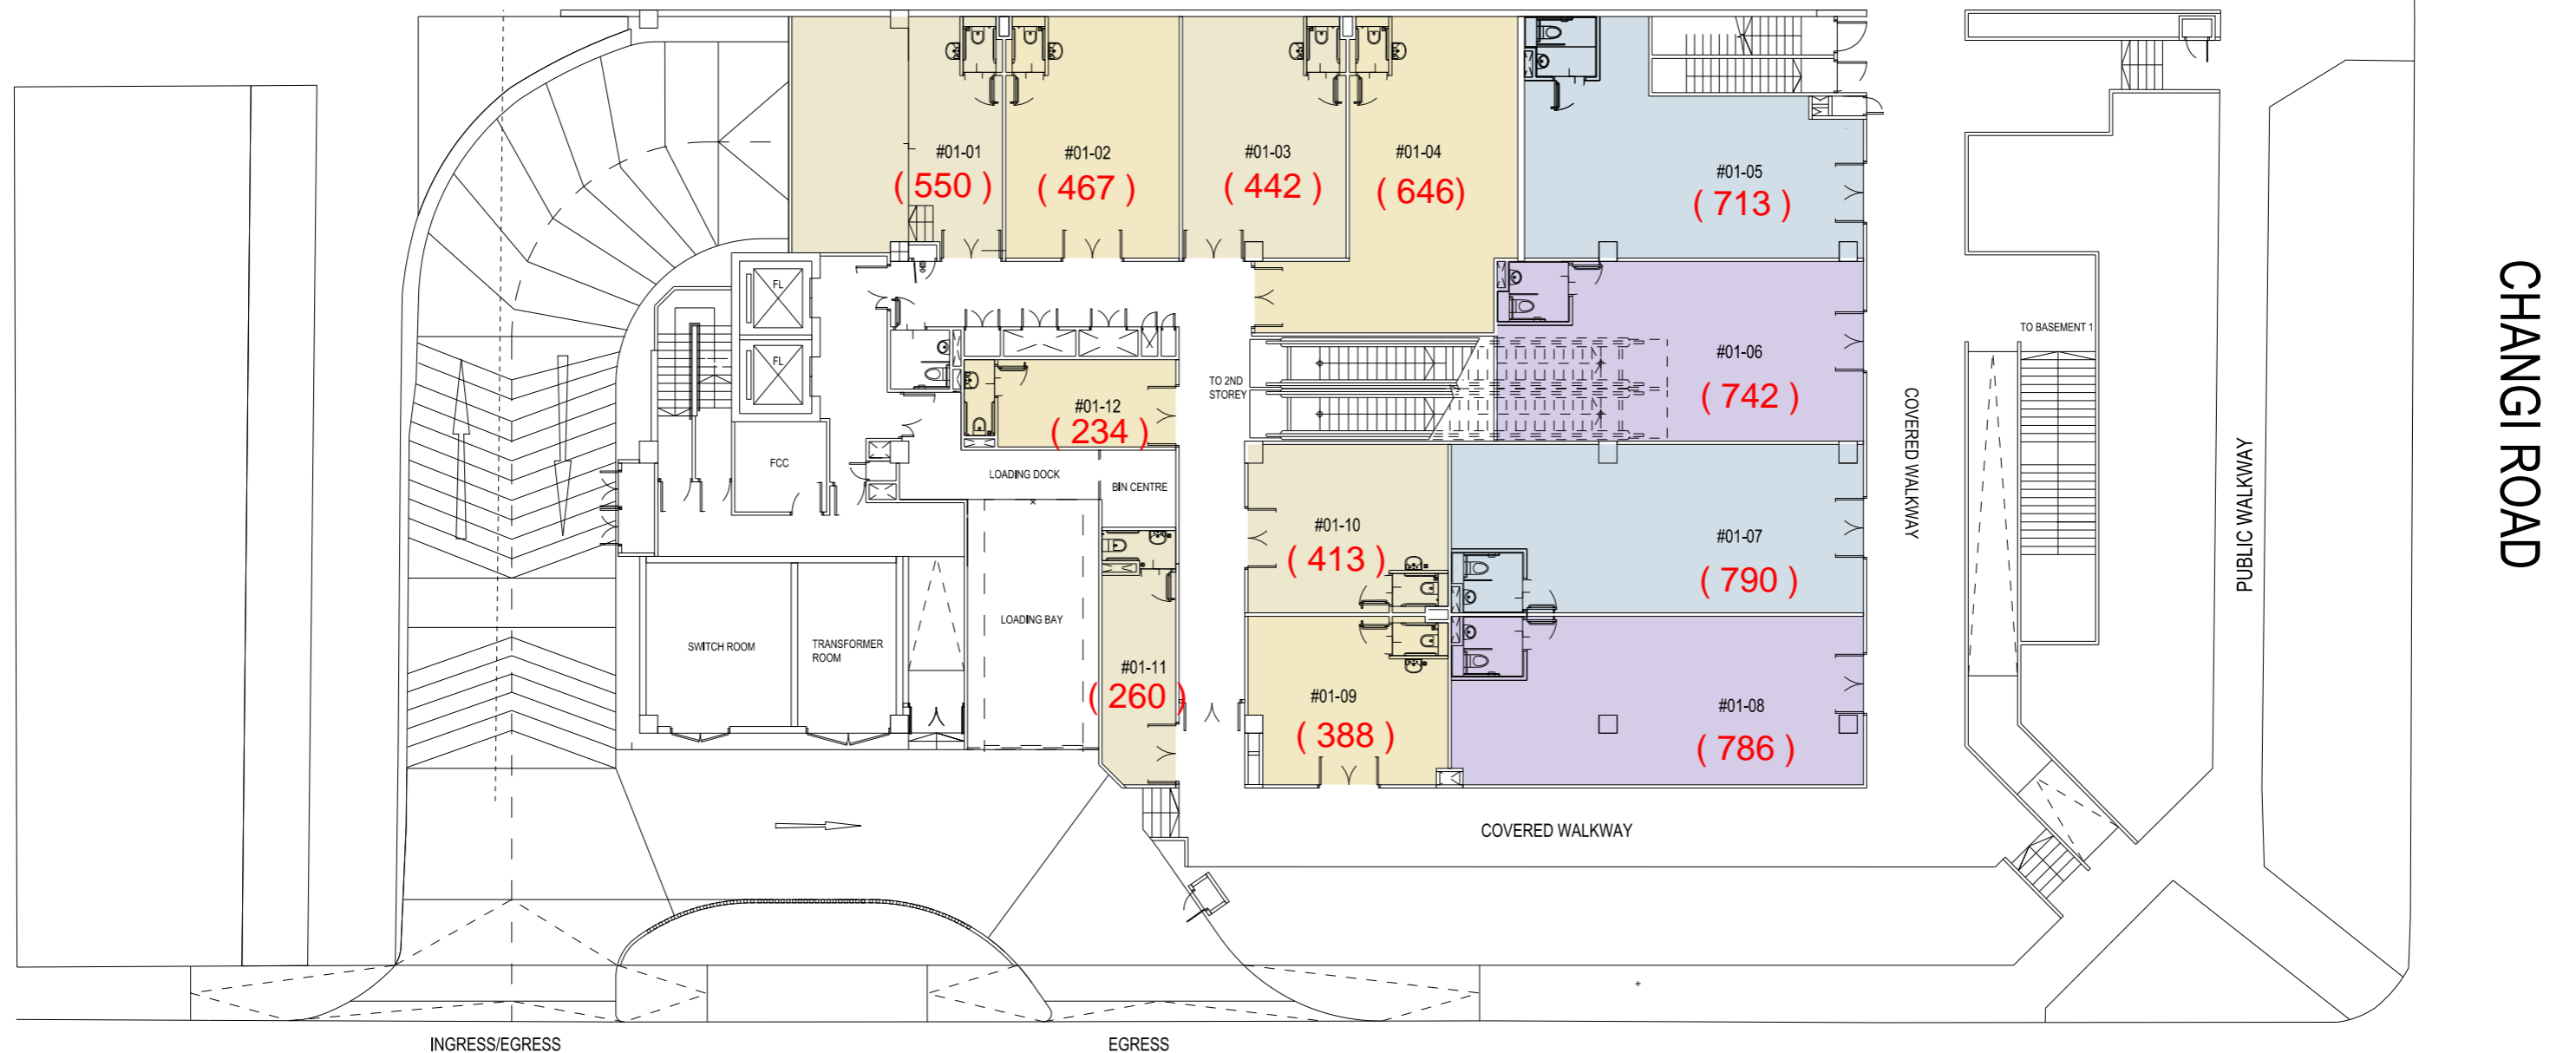 #01-01
( 550 )
#01-02
( 467 )
#01-03
( 442 )
#01-04
( 646)
#01-05
( 713 )
FL
FL
#01-06
( 742 )
TO 2ND
STOREY
#01-12
( 234 )
FCC
LOADING DOCK
BIN CENTRE
#01-10
( 413 )
#01-07
( 790 )
SWITCH ROOM
TRANSFORMER
ROOM
LOADING BAY
#01-11
( 260 )
#01-09
( 388 )
#01-08
( 786 )
COVERED WALKWAY
COVERED WALKWAY
TO BASEMENT 1
PUBLIC WALKWAY
CHANGI ROAD
INGRESS/EGRESS
EGRESS